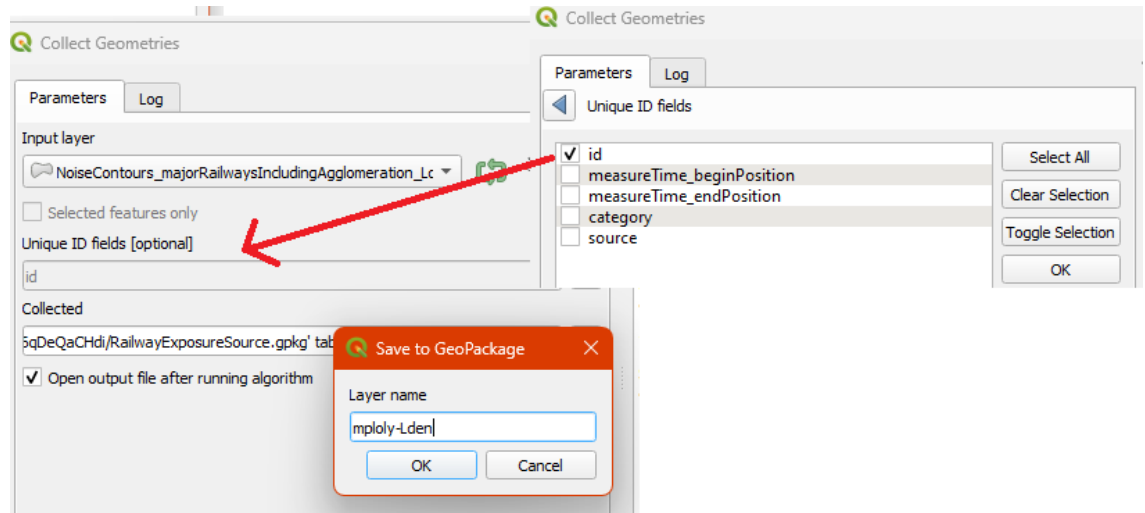 Collect Geometries
Parameters
Log
Input layer
NoiseContours_majorRailwaysIncludingAgglomeration_Lc
Selected features only
Unique ID fields [optional]
id
Collected
5qDeQaCHdi/RailwayExposureSource.gpkg' tab
Open output file after running algorithm
Save to GeoPackage
Layer name
mploly-Lden
OK
Cancel
Collect Geometries
Parameters
Log
Unique ID fields
id
measureTime_beginPosition
measureTime_endPosition
category
source
Select All
Clear Selection
Toggle Selection
OK